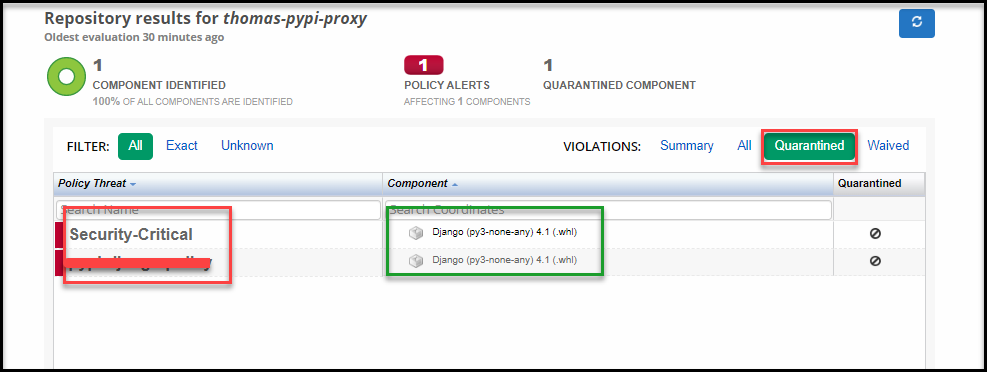 Repository results for thomas-pypi-proxy
Oldest evaluation 30 minutes ago
1
COMPONENT IDENTIFIED
100% OF ALL COMPONENTS ARE IDENTIFIED
1
POLICY ALERTS
AFFECTING 1 COMPONENTS
1
QUARANTINED COMPONENT
FILTER: All Exact Unknown
VIOLATIONS: Summary All Quarantined Waived
Policy Threat Component Quarantined
Search Name Search Coordinates
Security-Critical Django (py3-none-any) 4.1 (.whl)
Django (py3-none-any) 4.1 (.whl)